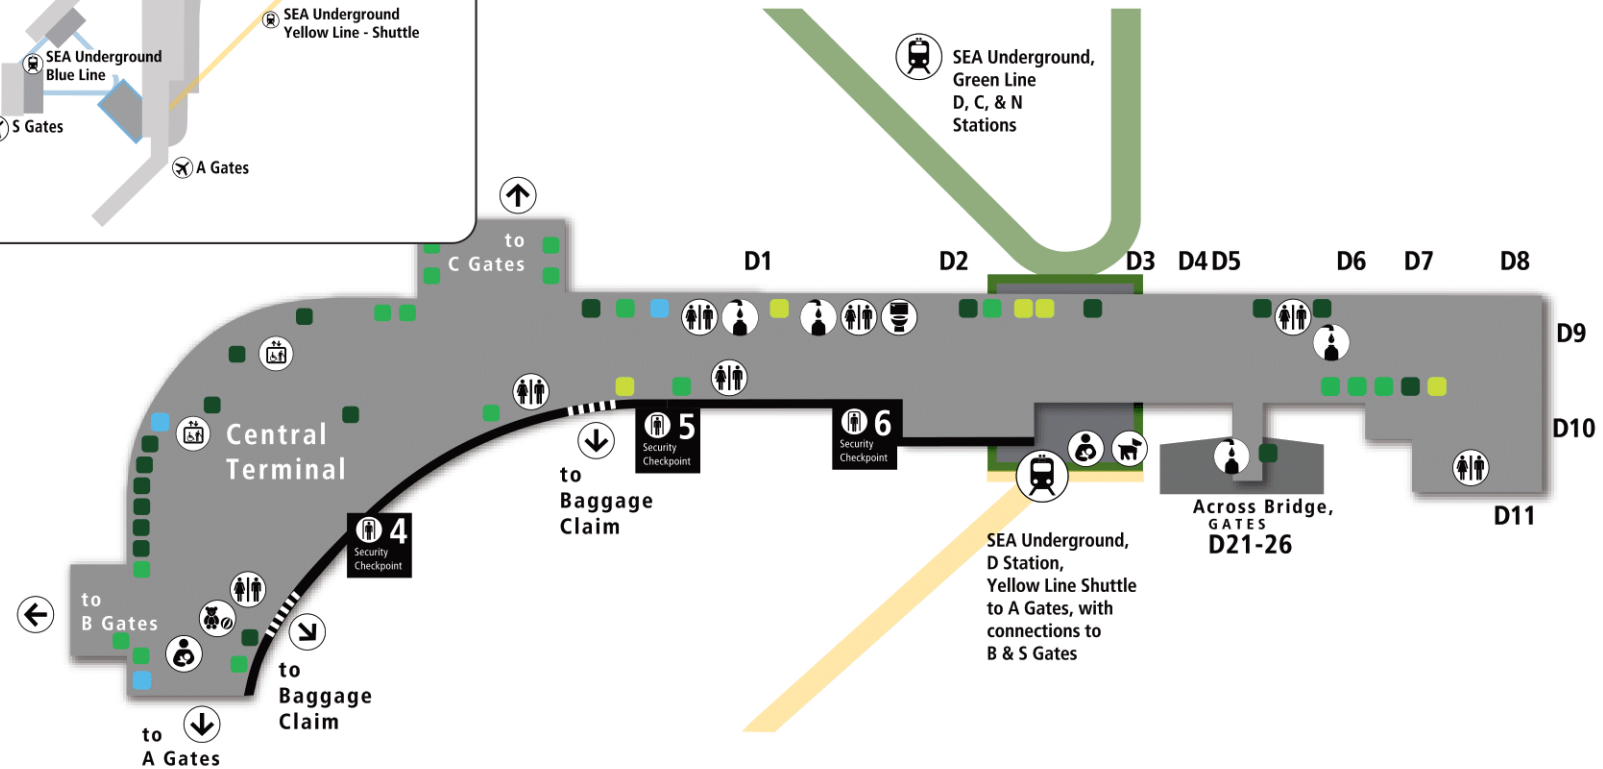 SEA Underground
Yellow Line - Shuttle
SEA Underground
Blue Line
S Gates
A Gates
SEA Underground,
Green Line
D, C, & N
Stations
to
C Gates
D1
D2
D3
D4
D5
D6
D7
D8
D9
D10
D11
Central
Terminal
5
Security
Checkpoint
6
Security
Checkpoint
4
Security
Checkpoint
to
Baggage
Claim
Across Bridge,
GATES
D21-26
SEA Underground,
D Station,
Yellow Line Shuttle
to A Gates, with
connections to
B & S Gates
to
B Gates
to
Baggage
Claim
to
A Gates